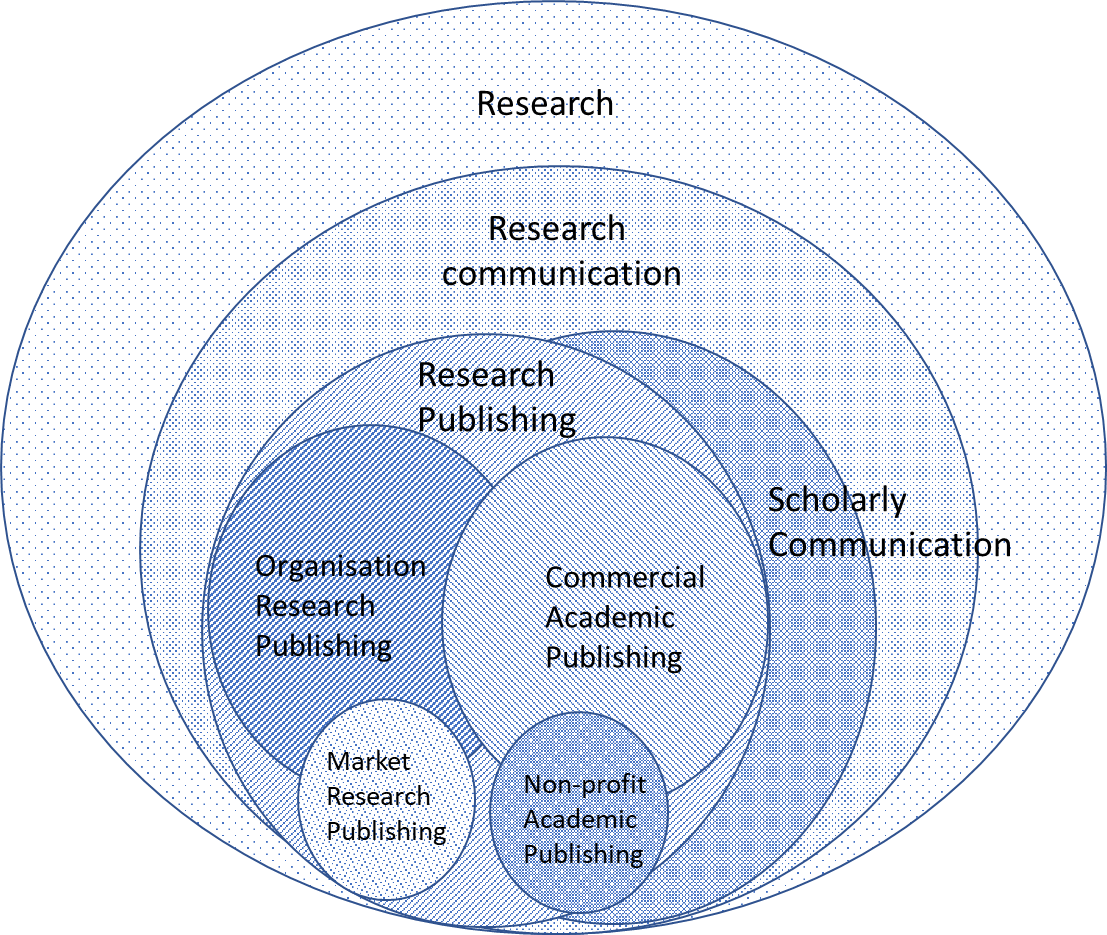 Research
Research
communication
Research
Publishing
Scholarly
Communication
Organisation
Research
Publishing
Commercial
Academic
Publishing
Market
Research
Publishing
Non-profit
Academic
Publishing